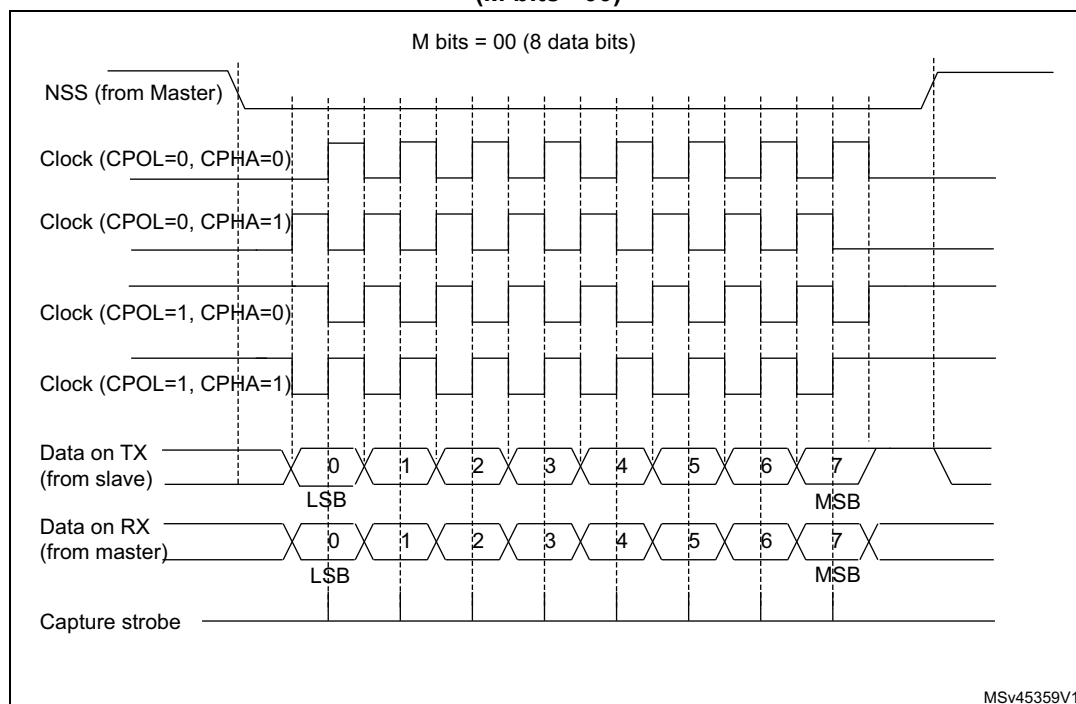 M bits = 00 (8 data bits)
NSS (from Master)
Clock (CPOL=0, CPHA=0)
Clock (CPOL=0, CPHA=1)
Clock (CPOL=1, CPHA=0)
Clock (CPOL=1, CPHA=1)
Data on TX
(from slave)
0 1 2 3 4 5 6 7
LSB MSB
Data on RX
(from master)
0 1 2 3 4 5 6 7
LSB MSB
Capture strobe
MSv45359V1